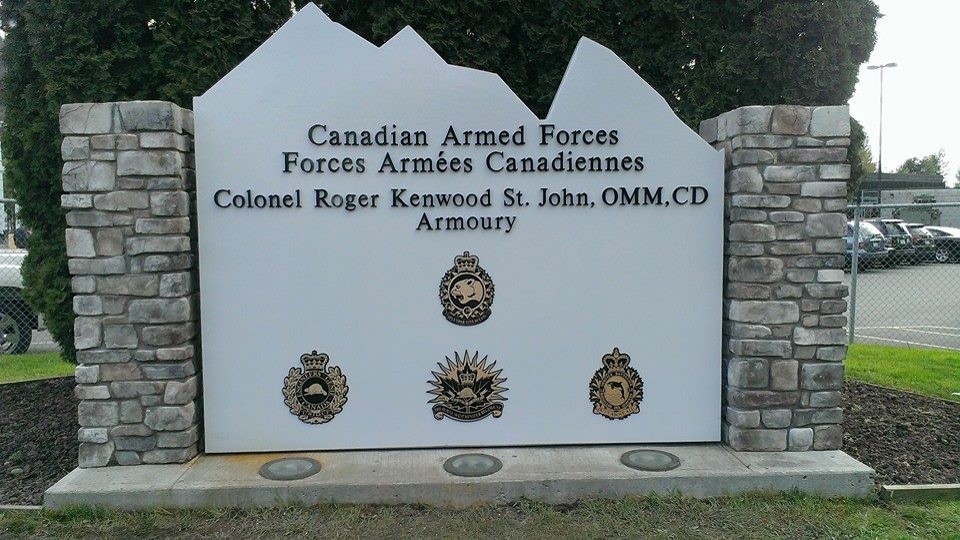 Canadian Armed Forces
Forces Armées Canadiennes
Colonel Roger Kenwood St. John, OMM,CD
Armoury